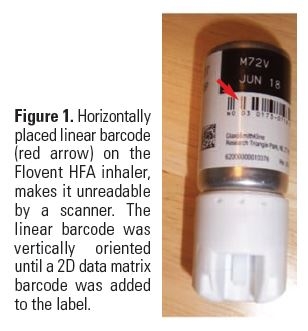 Figure 1. Horizontally
placed linear barcode
(red arrow) on the
Flovent HFA inhaler,
makes it unreadable
by a scanner. The
linear barcode was
vertically oriented
until a 2D data matrix
barcode was added
to the label.
M72V
JUN 18
0173-071
GlaxoSmithKline
Research Triangle Park, N